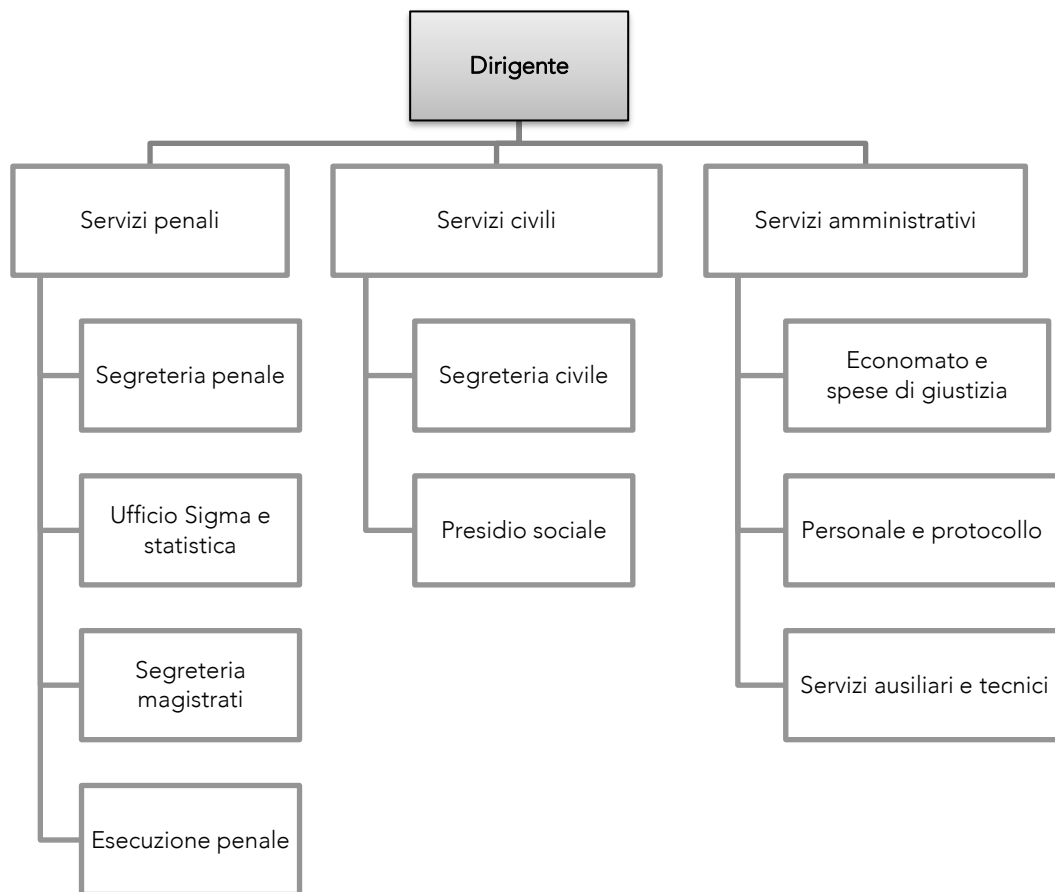 Dirigente
Servizi penali
Servizi civili
Servizi amministrativi
Segreteria penale
Segreteria civile
Economato e
spese di giustizia
Ufficio Sigma e
statistica
Presidio sociale
Personale e protocollo
Segreteria
magistrati
Servizi ausiliari e tecnici
Esecuzione penale